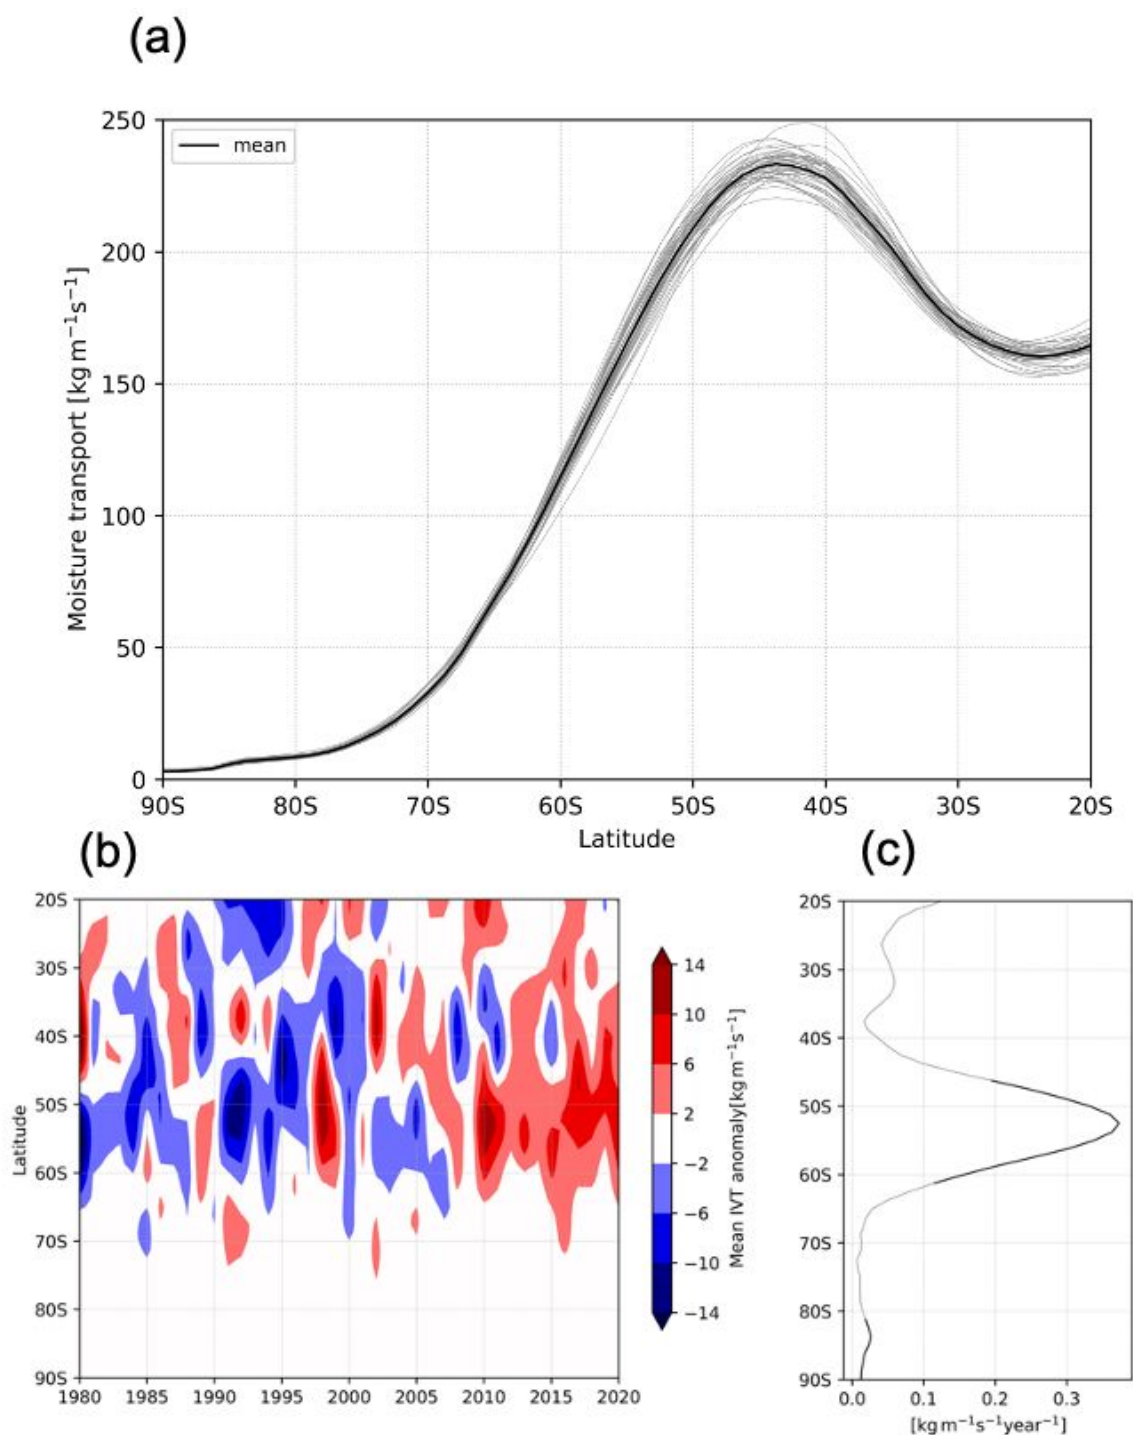 (a)
250
200
150
100
50
0
mean
Moisture transport [kg m⁻¹s⁻¹]
90S 80S 70S 60S 50S 40S 30S 20S
Latitude
(b)
20S
30S
40S
50S
60S
70S
80S
90S
Latitude
1980 1985 1990 1995 2000 2005 2010 2015 2020
14
10
6
2
−2
−6
−10
−14
Mean IVT anomaly[kg m⁻¹s⁻¹]
(c)
20S
30S
40S
50S
60S
70S
80S
90S
0.0 0.1 0.2 0.3
[kg m⁻¹s⁻¹year⁻¹]